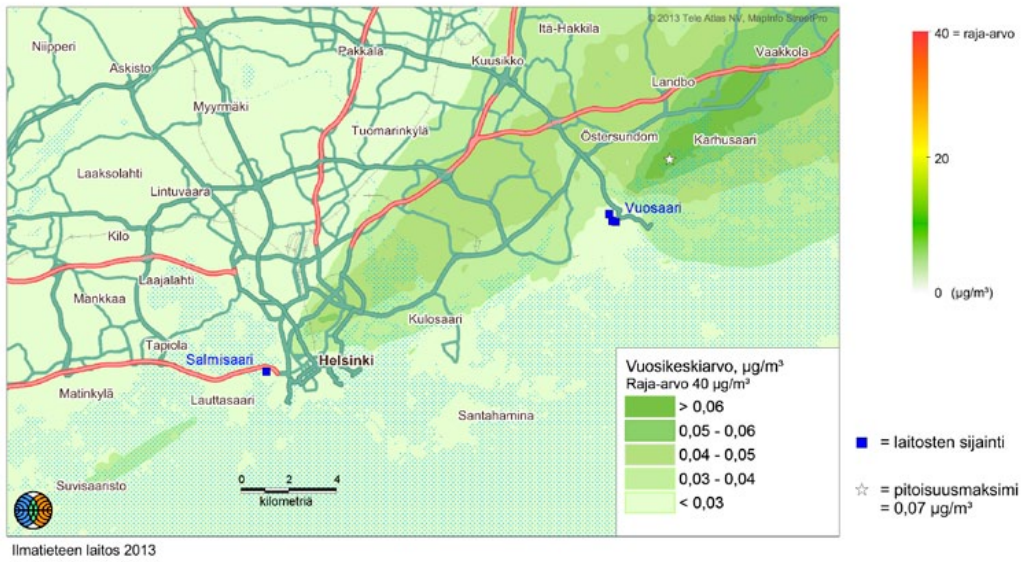 © 2013 Tele Atlas NV, MapInfo StreetPro
Niipperi
Askisto
Pakkala
Ita-Hakkila
Kuusikko
Vaakkola
Landbo
Myyrmäki
Tuomarinkylä
Östersundom
Karhusaari
Laaksolahti
Lintuvaara
Vuosaari
Kilo
Laajalahti
Mankkaa
Kulosaari
Tapiola
Salmisaari
Helsinki
Matinkylä
Lauttasaari
Santahamina
Suvisaaristo
0 2 4
kilometriä
Vuosikeskiarvo, µg/m³
Raja-arvo 40 µg/m³
> 0,06
0,05 - 0,06
0,04 - 0,05
0,03 - 0,04
< 0,03
40 = raja-arvo
20
0 (µg/m³)
= laitosten sijainti
= pitoisuusmaksimi
= 0,07 µg/m³
Ilmatieteen laitos 2013